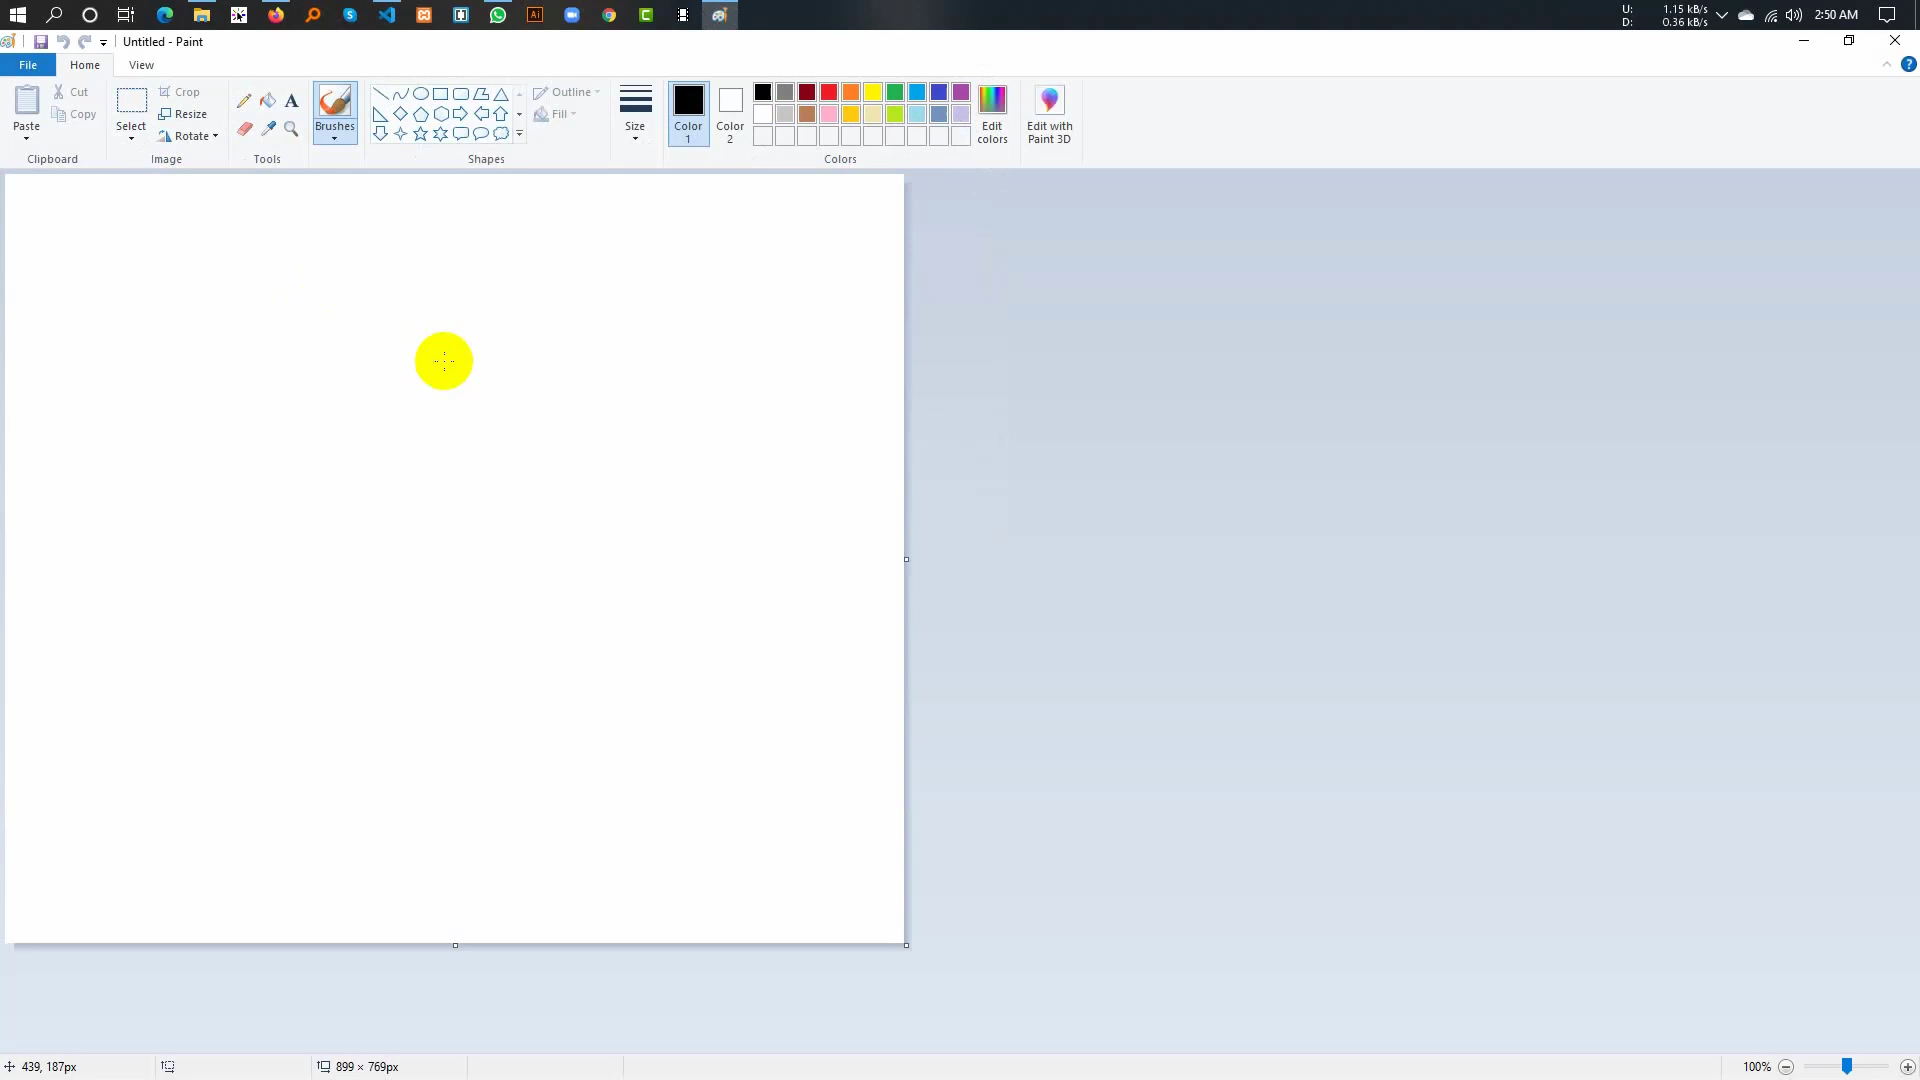 U: 1.15 kB/s
D: 0.36 kB/s
2:50 AM
Untitled - Paint
File Home View
Paste
Cut
Copy
Clipboard
Select
Crop
Resize
Rotate
Image
A
Tools
Brushes
Shapes
Outline
Fill
Size
Color
1
Color
2
Colors
Edit
colors
Edit with
Paint 3D
439, 187px
899 × 769px
100%